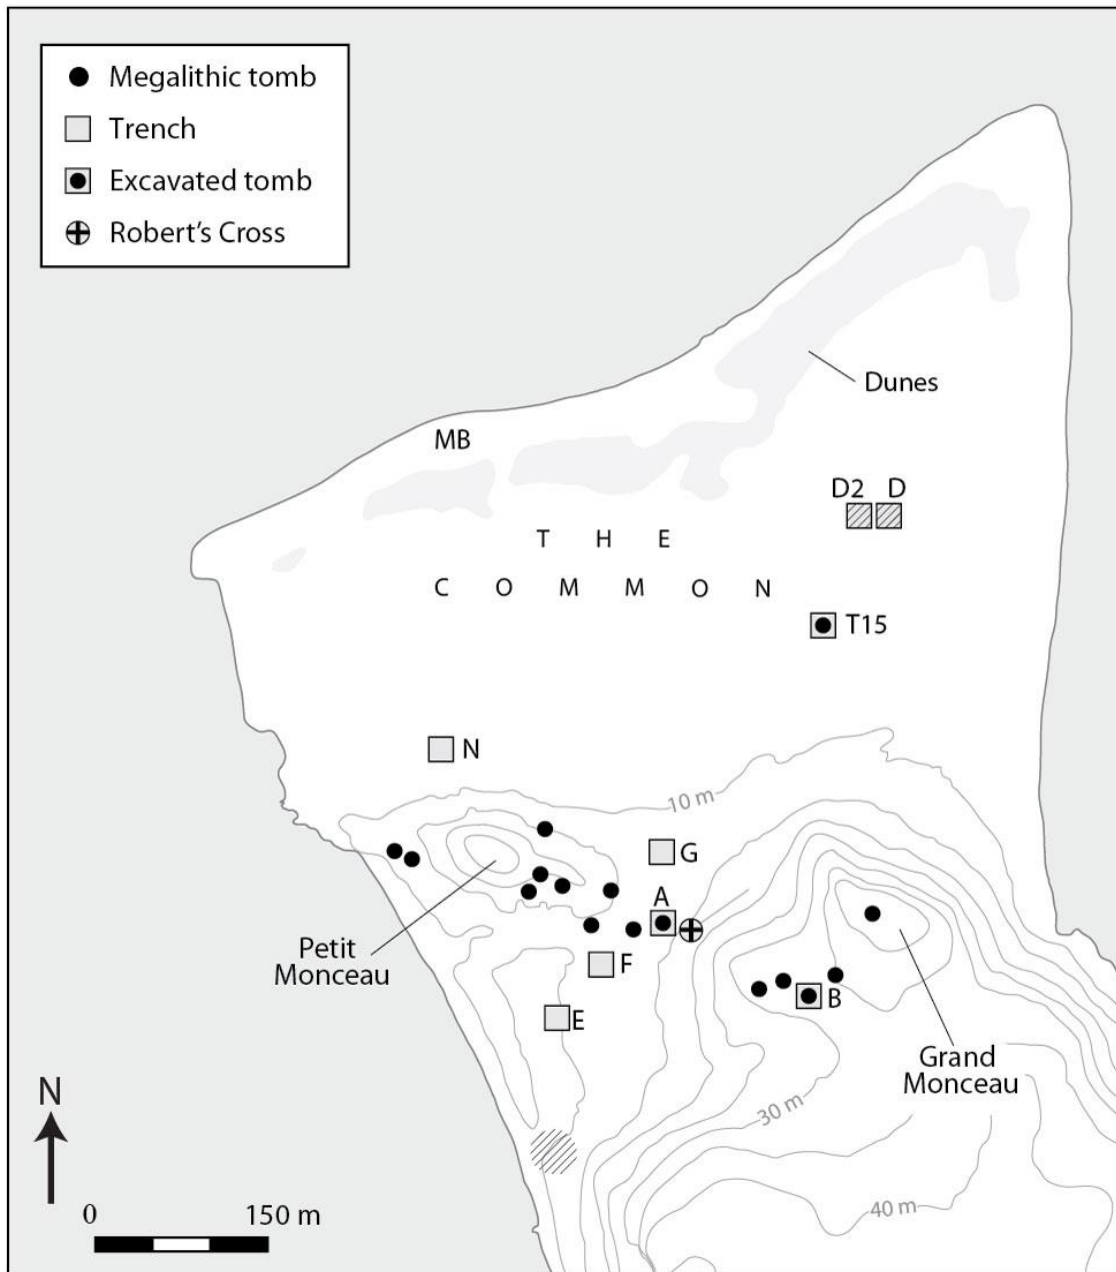 Megalithic tomb
Trench
Excavated tomb
Robert's Cross
Dunes
MB
D2 D
T H E
C O M M O N
T15
N
10 m
G
A
Petit
Monceau
F
B
E
Grand
Monceau
N
30 m
0 150 m
40 m